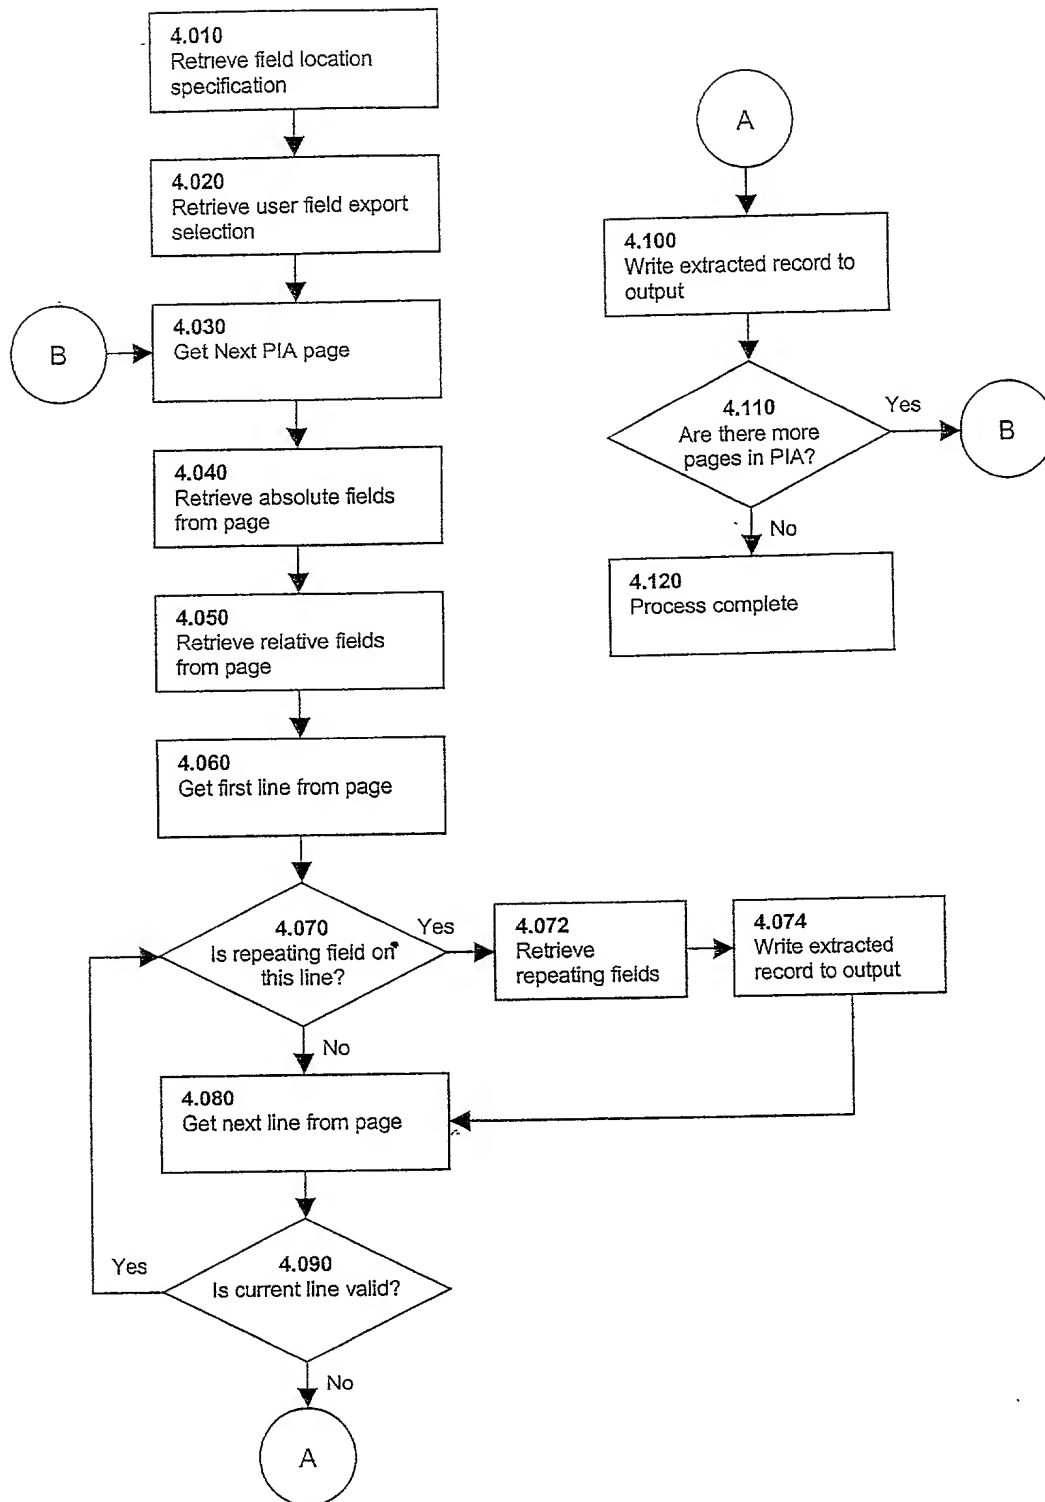 4.010
Retrieve field location
specification
4.020
Retrieve user field export
selection
B
4.030
Get Next PIA page
4.040
Retrieve absolute fields
from page
4.050
Retrieve relative fields
from page
4.060
Get first line from page
4.070
Is repeating field on
this line?
Yes
4.072
Retrieve
repeating fields
4.074
Write extracted
record to output
No
4.080
Get next line from page
4.090
Is current line valid?
Yes
No
A
A
4.100
Write extracted record to
output
4.110
Are there more
pages in PIA?
Yes
B
No
4.120
Process complete